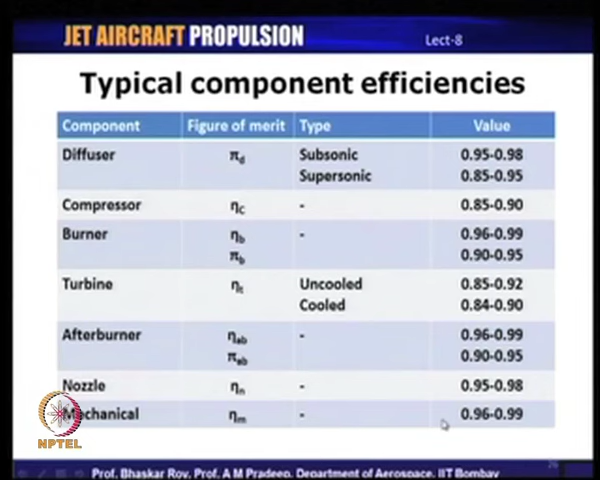 JET AIRCRAFT PROPULSION Lect-8
Typical component efficiencies
Component Figure of merit Type Value
Diffuser πd Subsonic 0.95-0.98
Supersonic 0.85-0.95
Compressor ηC - 0.85-0.90
Burner ηb - 0.96-0.99
πb 0.90-0.95
Turbine ηt Uncooled 0.85-0.92
Cooled 0.84-0.90
Afterburner ηab - 0.96-0.99
πab 0.90-0.95
Nozzle ηn - 0.95-0.98
Mechanical ηm - 0.96-0.99
NPTEL
26
Prof. Bhaskar Roy, Prof. A M Pradeep, Department of Aerospace, IIT Bombay